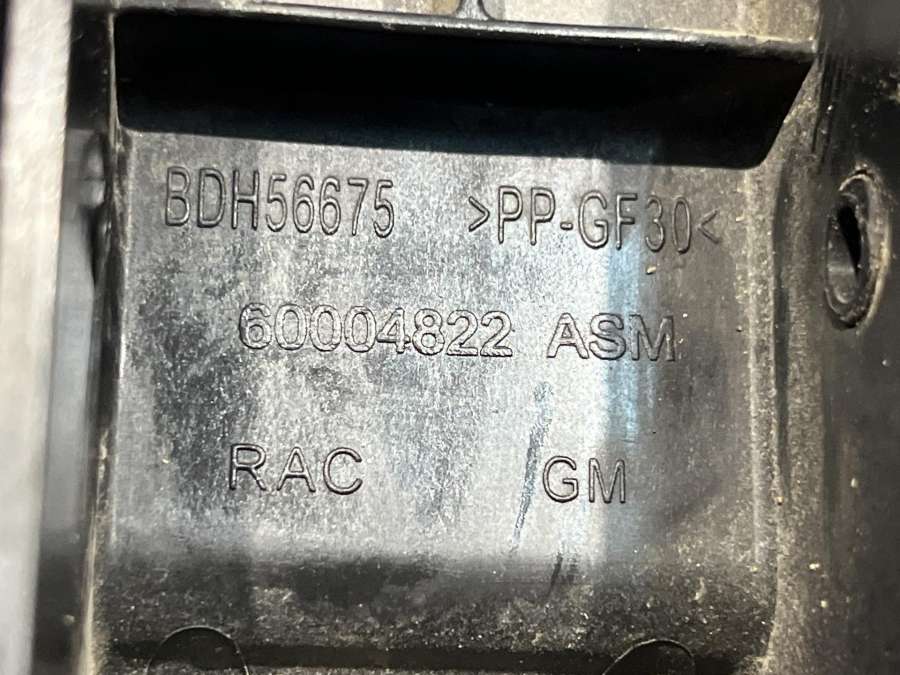 BDH56675 >PP-GF30<
60004822 ASM
RAC GM